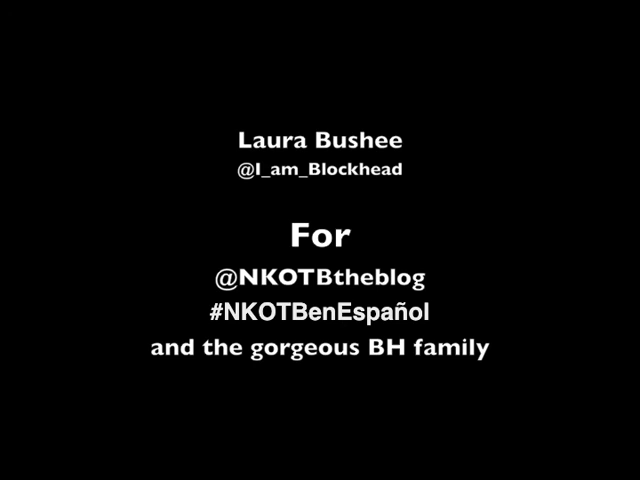 Laura Bushee
@I_am_Blockhead
For
@NKOTBtheblog
#NKOTBenEspañol
and the gorgeous BH family